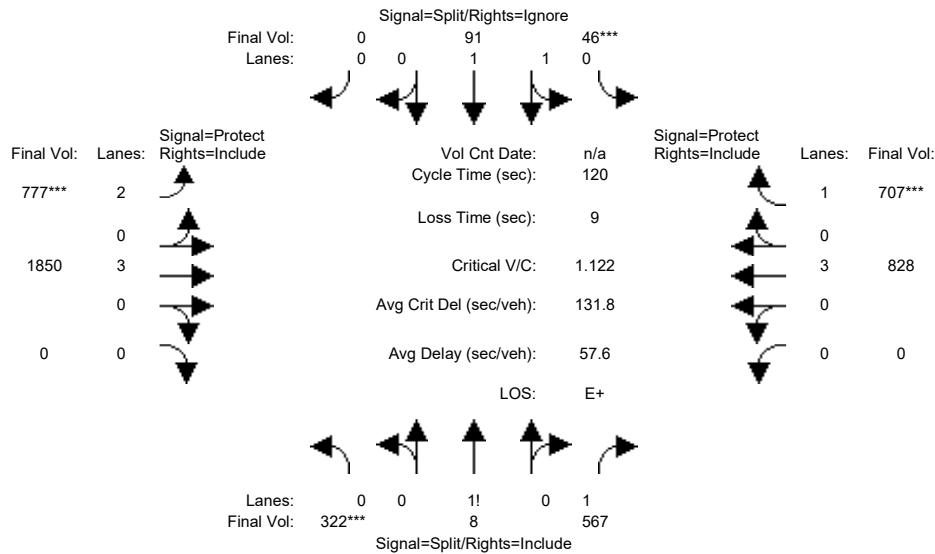 Signal=Split/Rights=Ignore
Final Vol: 0 91 46***
Lanes: 0 0 1 1 0
Signal=Protect Signal=Protect
Final Vol: Lanes: Rights=Include Vol Cnt Date: n/a Rights=Include Lanes: Final Vol:
Cycle Time (sec): 120
777*** 2 1 707***
Loss Time (sec): 9
0 0
1850 3 Critical V/C: 1.122 3 828
0 Avg Crit Del (sec/veh): 131.8 0
0 0 Avg Delay (sec/veh): 57.6 0 0
LOS: E+
Lanes: 0 0 1! 0 1
Final Vol: 322*** 8 567
Signal=Split/Rights=Include